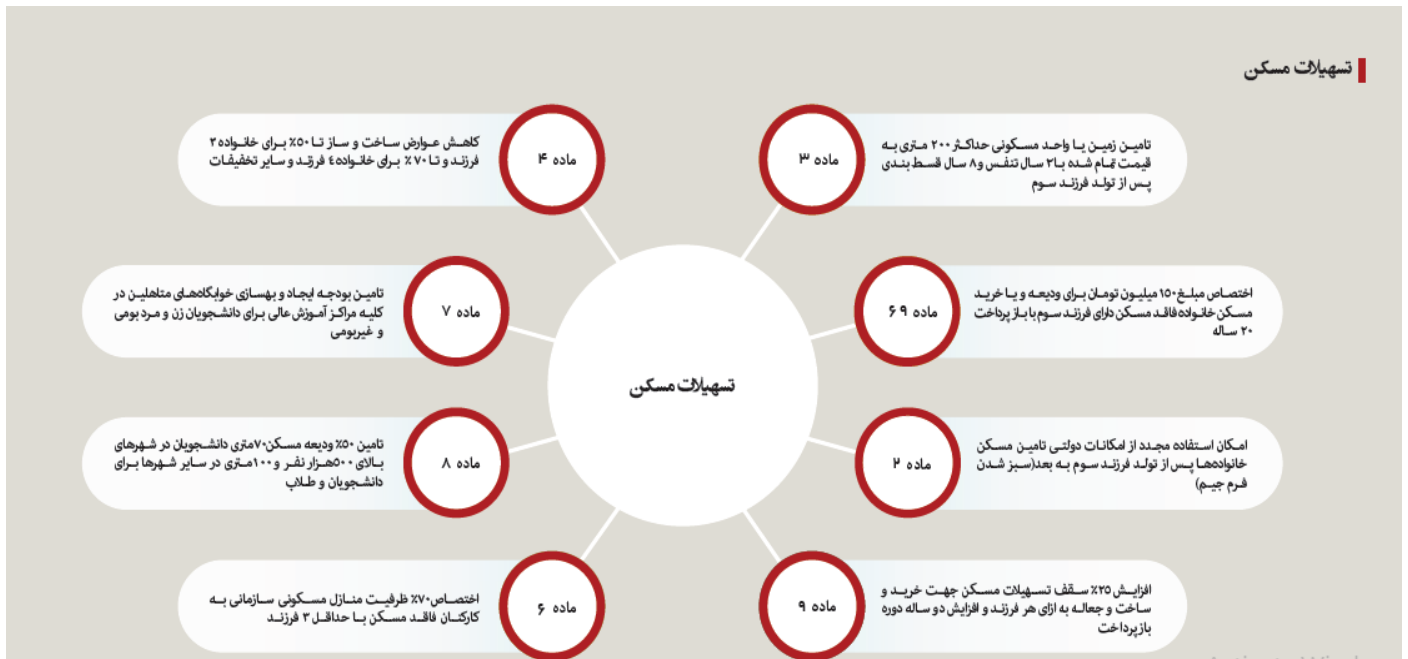 تسهیلات مسکن
ماده ۳
تامین زمین یا واحد مسکونی حداکثر ۲۰۰ متری به
قیمت تمام شده با ۲ سال تنفس و ۸ سال قسط بندی
پس از تولد فرزند سوم
ماده ۶۹
اختصاص مبلغ ۱۵۰ میلیون تومان برای ودیعه و یا خرید
مسکن خانواده فاقد مسکن دارای فرزند سوم با باز پرداخت
۲۰ ساله
ماده ۲
امکان استفاده مجدد از امکانات دولتی تامین مسکن
خانواده‌ها پس از تولد فرزند سوم به بعد(سبز شدن
فرم جیم)
ماده ۹
افزایش ۲۵٪ سقف تسهیلات مسکن جهت خرید و
ساخت و جعاله به ازای هر فرزند و افزایش دو ساله دوره
بازپرداخت
تسهیلات مسکن
ماده ۴
کاهش عوارض ساخت و ساز تا ۵۰٪ برای خانواده ۳
فرزند و تا ۷۰ ٪ برای خانواده ٤ فرزند و سایر تخفیفات
ماده ۷
تامین بودجه ایجاد و بهسازی خوابگاه‌های متاهلین در
کلیه مراکز آموزش عالی برای دانشجویان زن و مرد بومی
و غیربومی
ماده ۸
تامین ۵۰٪ ودیعه مسکن ۷۰متری دانشجویان در شهرهای
بالای ۵۰۰هزار نفر و ۱۰۰متری در سایر شهرها برای
دانشجویان و طلاب
ماده ۶
اختصاص ۷۰٪ ظرفیت منازل مسکونی سازمانی به
کارکنان فاقد مسکن با حداقل ۳ فرزند